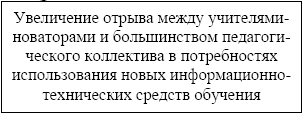 Увеличение отрыва между учителями-
новаторами и большинством педагоги-
ческого коллектива в потребностях
использования новых информационно-
технических средств обучения